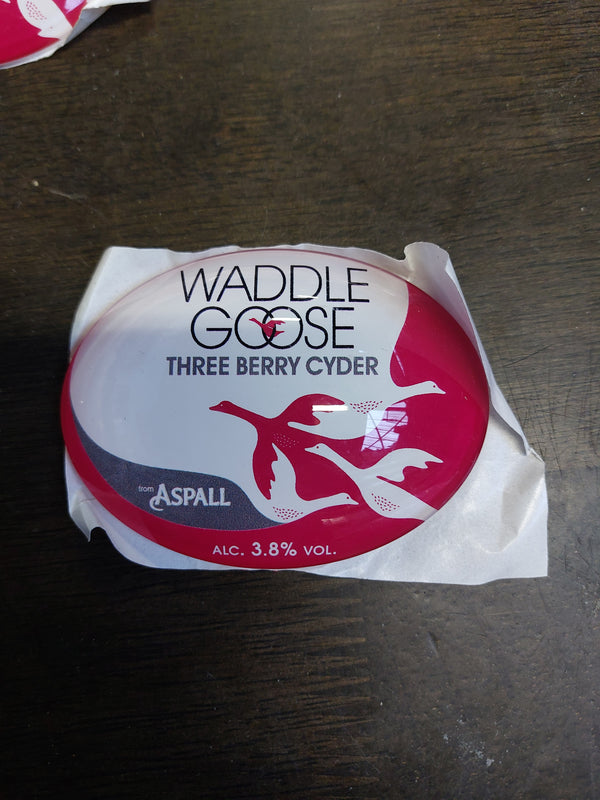 WADDLE
GOOSE
THREE BERRY CYDER
from ASPALL
ALC. 3.8% VOL.